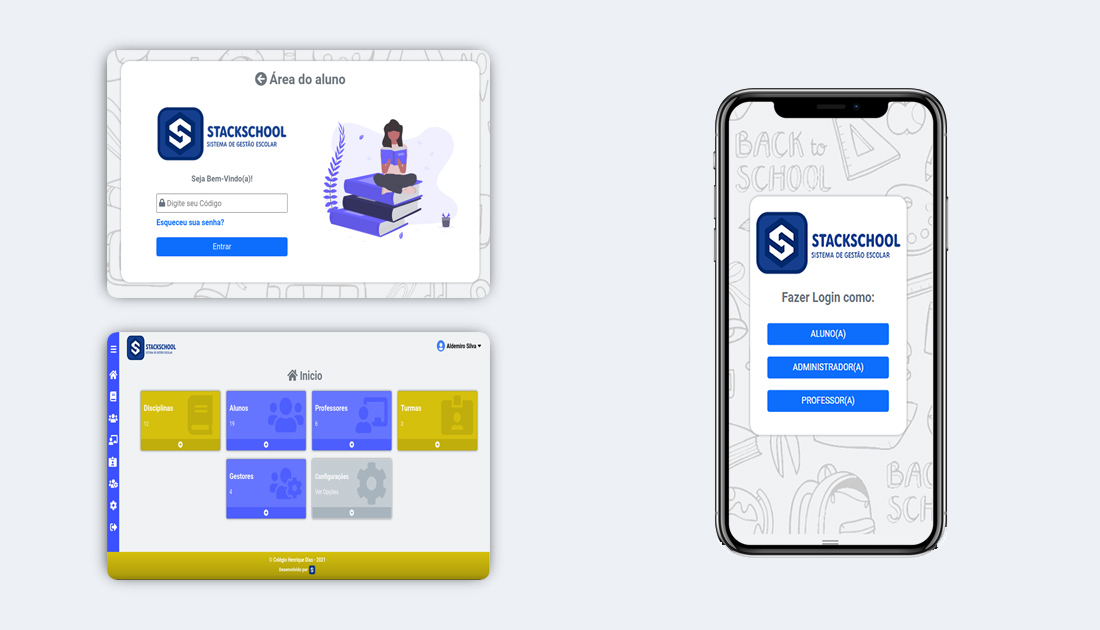 Área do aluno
STACKSCHOOL
SISTEMA DE GESTÃO ESCOLAR
Seja Bem-Vindo(a)!
Digite seu Código
Esqueceu sua senha?
Entrar
STACKSCHOOL
SISTEMA DE GESTÃO ESCOLAR
Aldemiro Silva
Inicio
Disciplinas
12
Alunos
19
Professores
6
Turmas
3
Gestores
4
Configurações
Ver Opções
© Colégio Henrique Dias - 2021
Desenvolvido por
BACK to
SCHOOL
STACKSCHOOL
SISTEMA DE GESTÃO ESCOLAR
Fazer Login como:
ALUNO(A)
ADMINISTRADOR(A)
PROFESSOR(A)
BAC
SCH